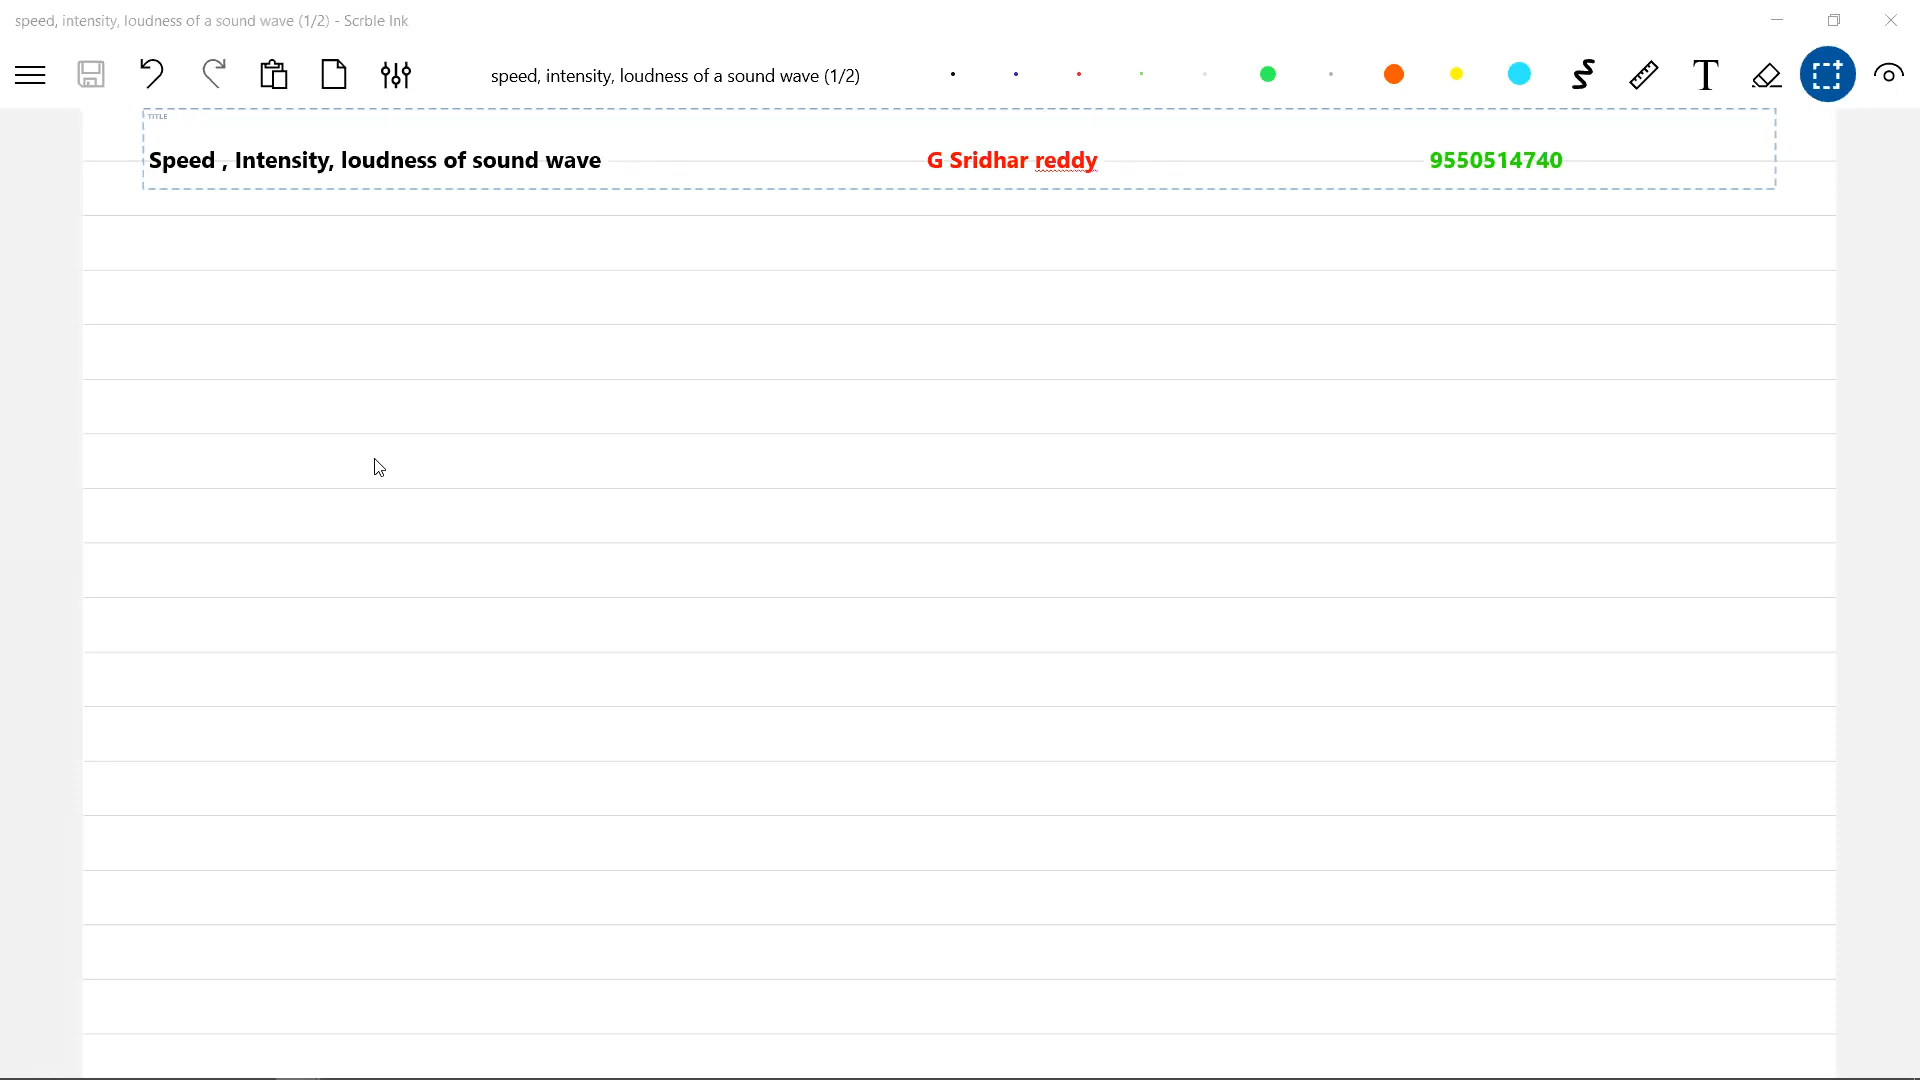 speed, intensity, loudness of a sound wave (1/2) - Scrble Ink
speed, intensity, loudness of a sound wave (1/2)
T
TITLE
Speed , Intensity, loudness of sound wave G Sridhar reddy 9550514740